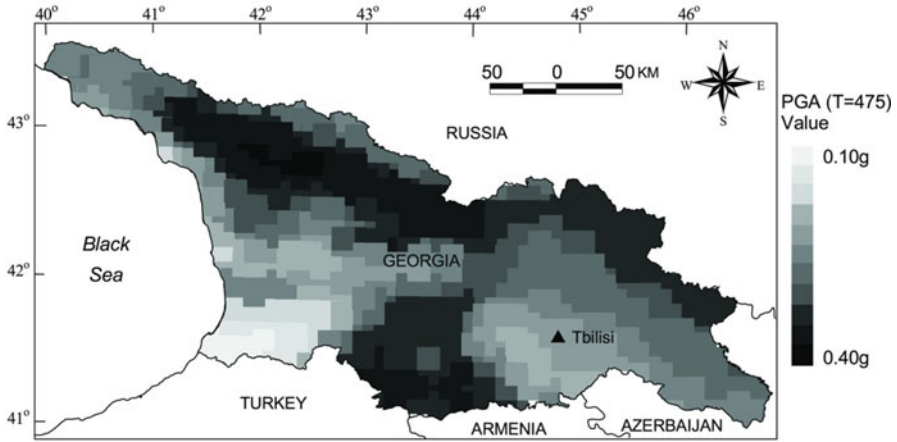 40° 41° 42° 43° 44° 45° 46°
N
W E
S
50 0 50 KM
PGA (T=475)
Value
0.10g
0.40g
43°
42°
41°
RUSSIA
Black
Sea
GEORGIA
Tbilisi
TURKEY
ARMENIA
AZERBAIJAN